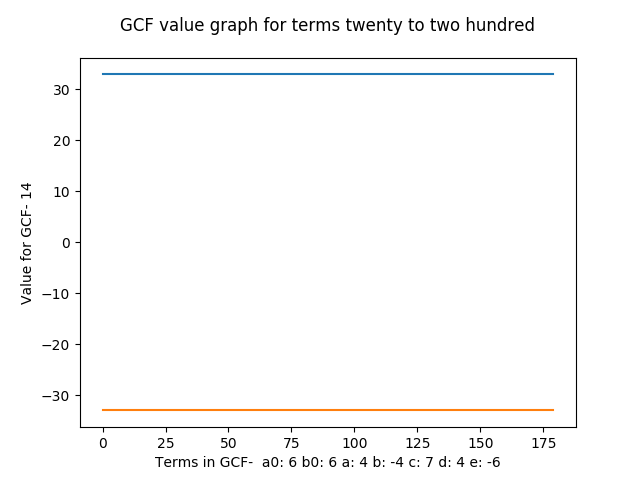 GCF value graph for terms twenty to two hundred
30
20
10
0
−10
−20
−30
Value for GCF- 14
0 25 50 75 100 125 150 175
Terms in GCF-  a0: 6 b0: 6 a: 4 b: -4 c: 7 d: 4 e: -6